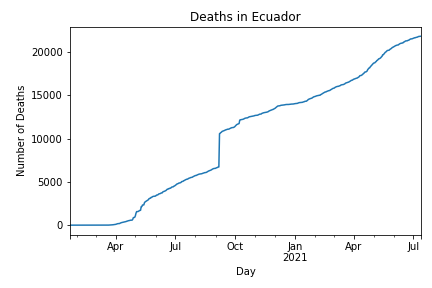 Deaths in Ecuador
Number of Deaths
20000
15000
10000
5000
0
Apr Jul Oct Jan Apr Jul
2021
Day